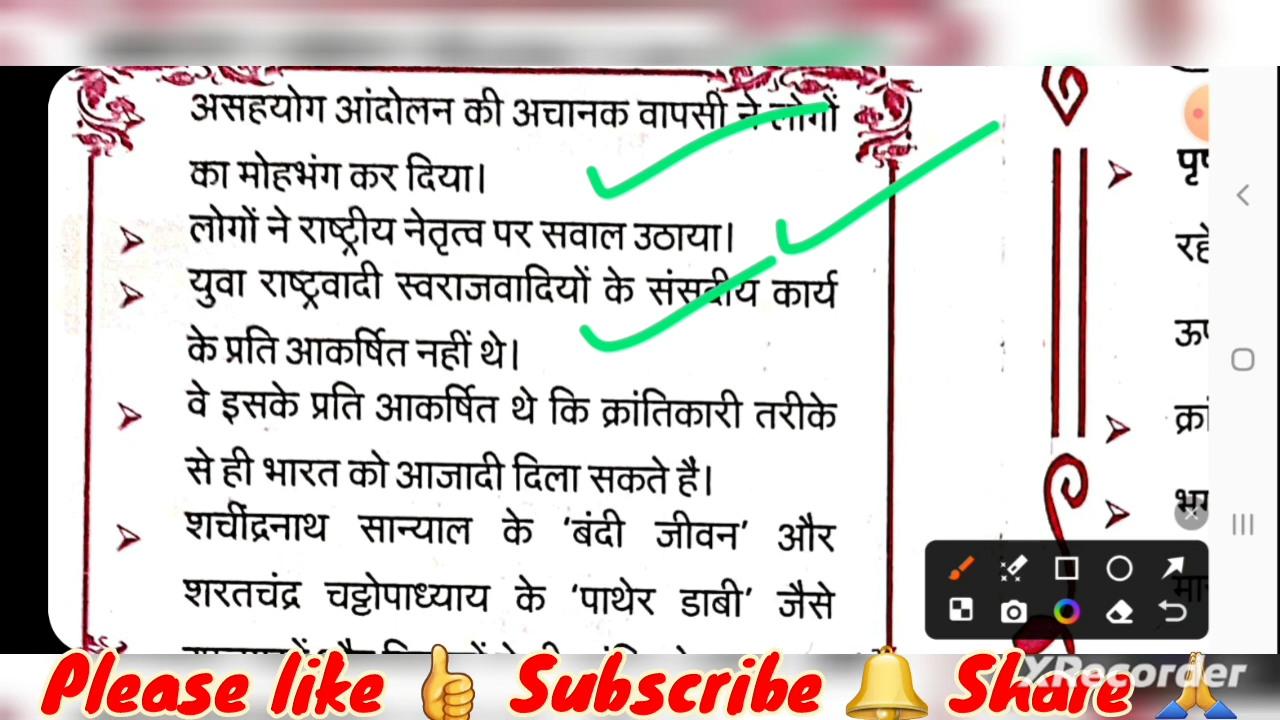 असहयोग आंदोलन की अचानक वापसी ने लोगों
का मोहभंग कर दिया।
लोगों ने राष्ट्रीय नेतृत्व पर सवाल उठाया।
युवा राष्ट्रवादी स्वराजवादियों के संसदीय कार्य
के प्रति आकर्षित नहीं थे।
वे इसके प्रति आकर्षित थे कि क्रांतिकारी तरीके
से ही भारत को आजादी दिला सकते है।
शचींद्रनाथ सान्याल के ‘बंदी जीवन’ और
शरतचंद्र चट्टोपाध्याय के ‘पाथेर डाबी’ जैसे
रहे
Please like Subscribe Share
XRecorder